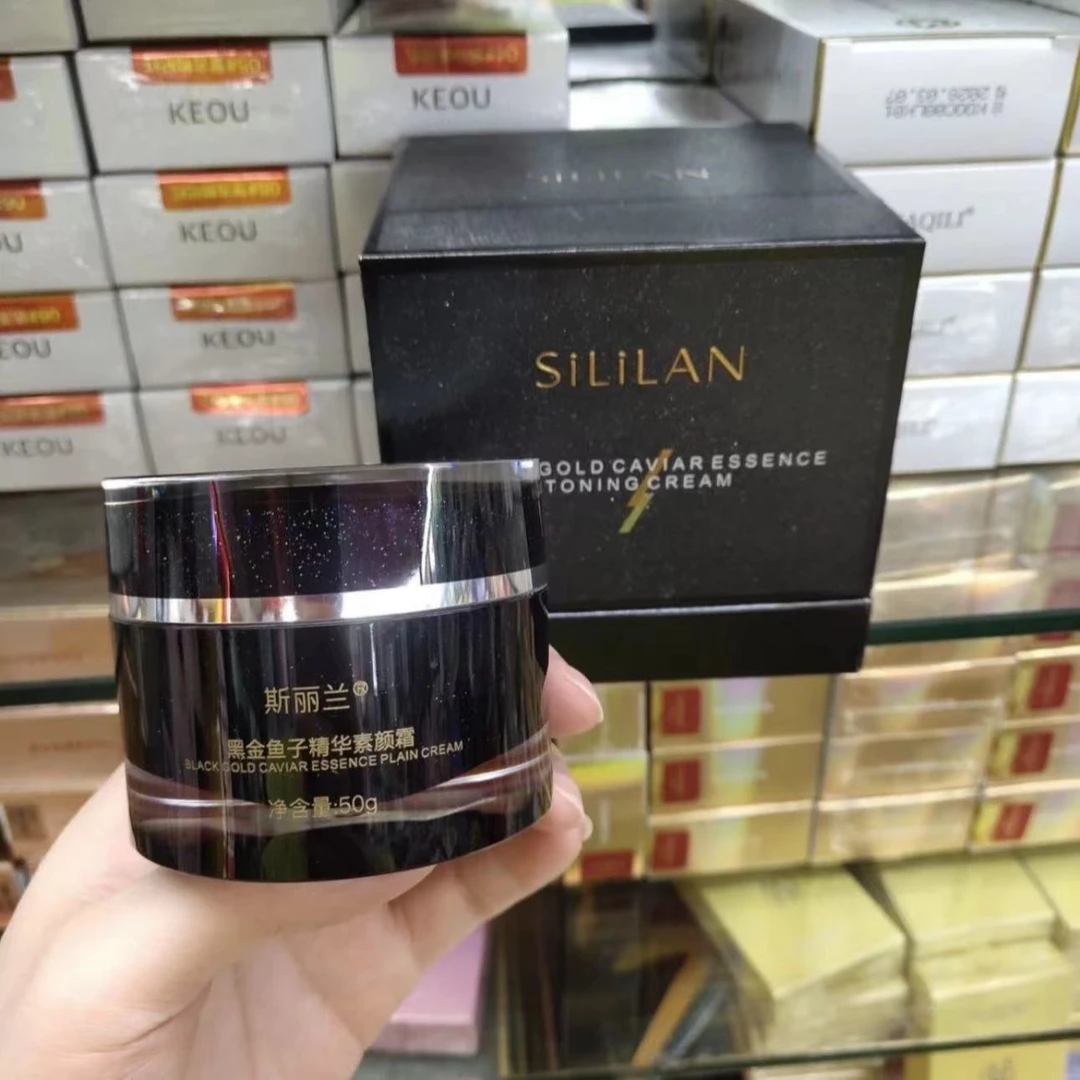 KEOU
KEOU
KEOU
KEOU
KEOU
KEOU
SiLiLAN
SiLiLAN
GOLD CAVIAR ESSENCE
TONING CREAM
斯丽兰®
黑金鱼子精华素颜霜
BLACK GOLD CAVIAR ESSENCE PLAIN CREAM
净含量:50g